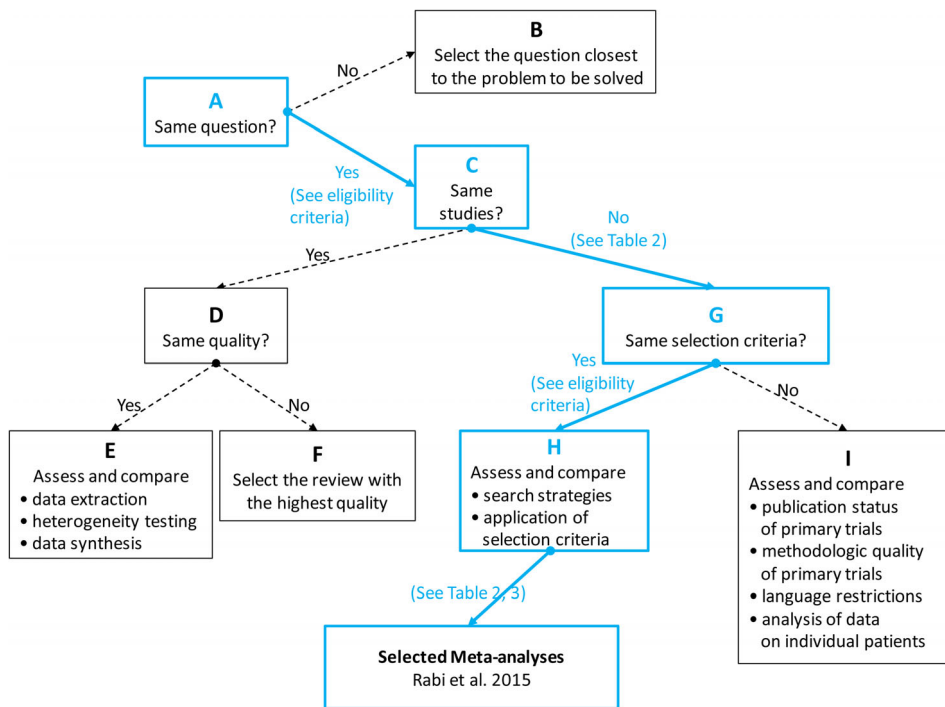 B
Select the question closest
to the problem to be solved
No
A
Same question?
Yes
(See eligibility
criteria)
C
Same
studies?
No
(See Table 2)
Yes
D
Same quality?
G
Same selection criteria?
Yes
(See eligibility
criteria)
No
Yes
No
E
Assess and compare
• data extraction
• heterogeneity testing
• data synthesis
F
Select the review with
the highest quality
H
Assess and compare
• search strategies
• application of
selection criteria
I
Assess and compare
• publication status
of primary trials
• methodologic quality
of primary trials
• language restrictions
• analysis of data
on individual patients
(See Table 2, 3)
Selected Meta-analyses
Rabi et al. 2015